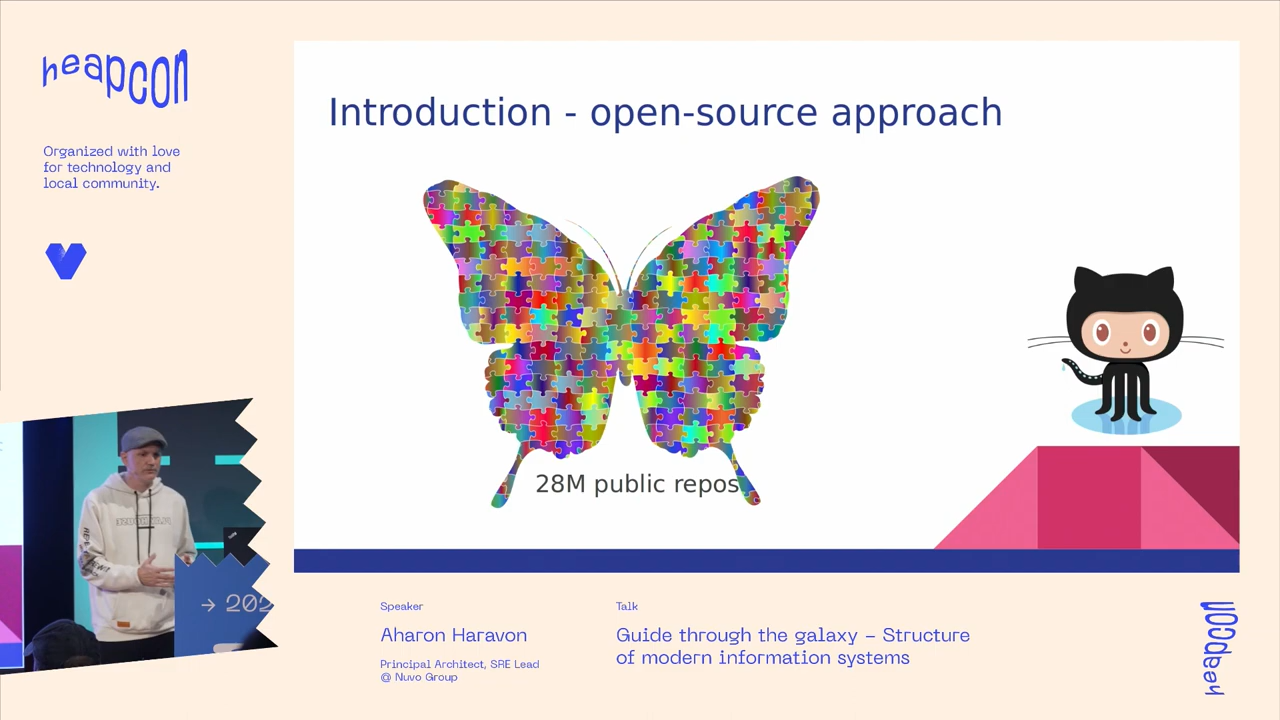 heapcon
Organized with love
for technology and
local community.
Introduction - open-source approach
28M public repos
→ 202
Speaker
Aharon Haravon
Principal Architect, SRE Lead
@ Nuvo Group
Talk
Guide through the galaxy – Structure
of modern information systems
heapcon